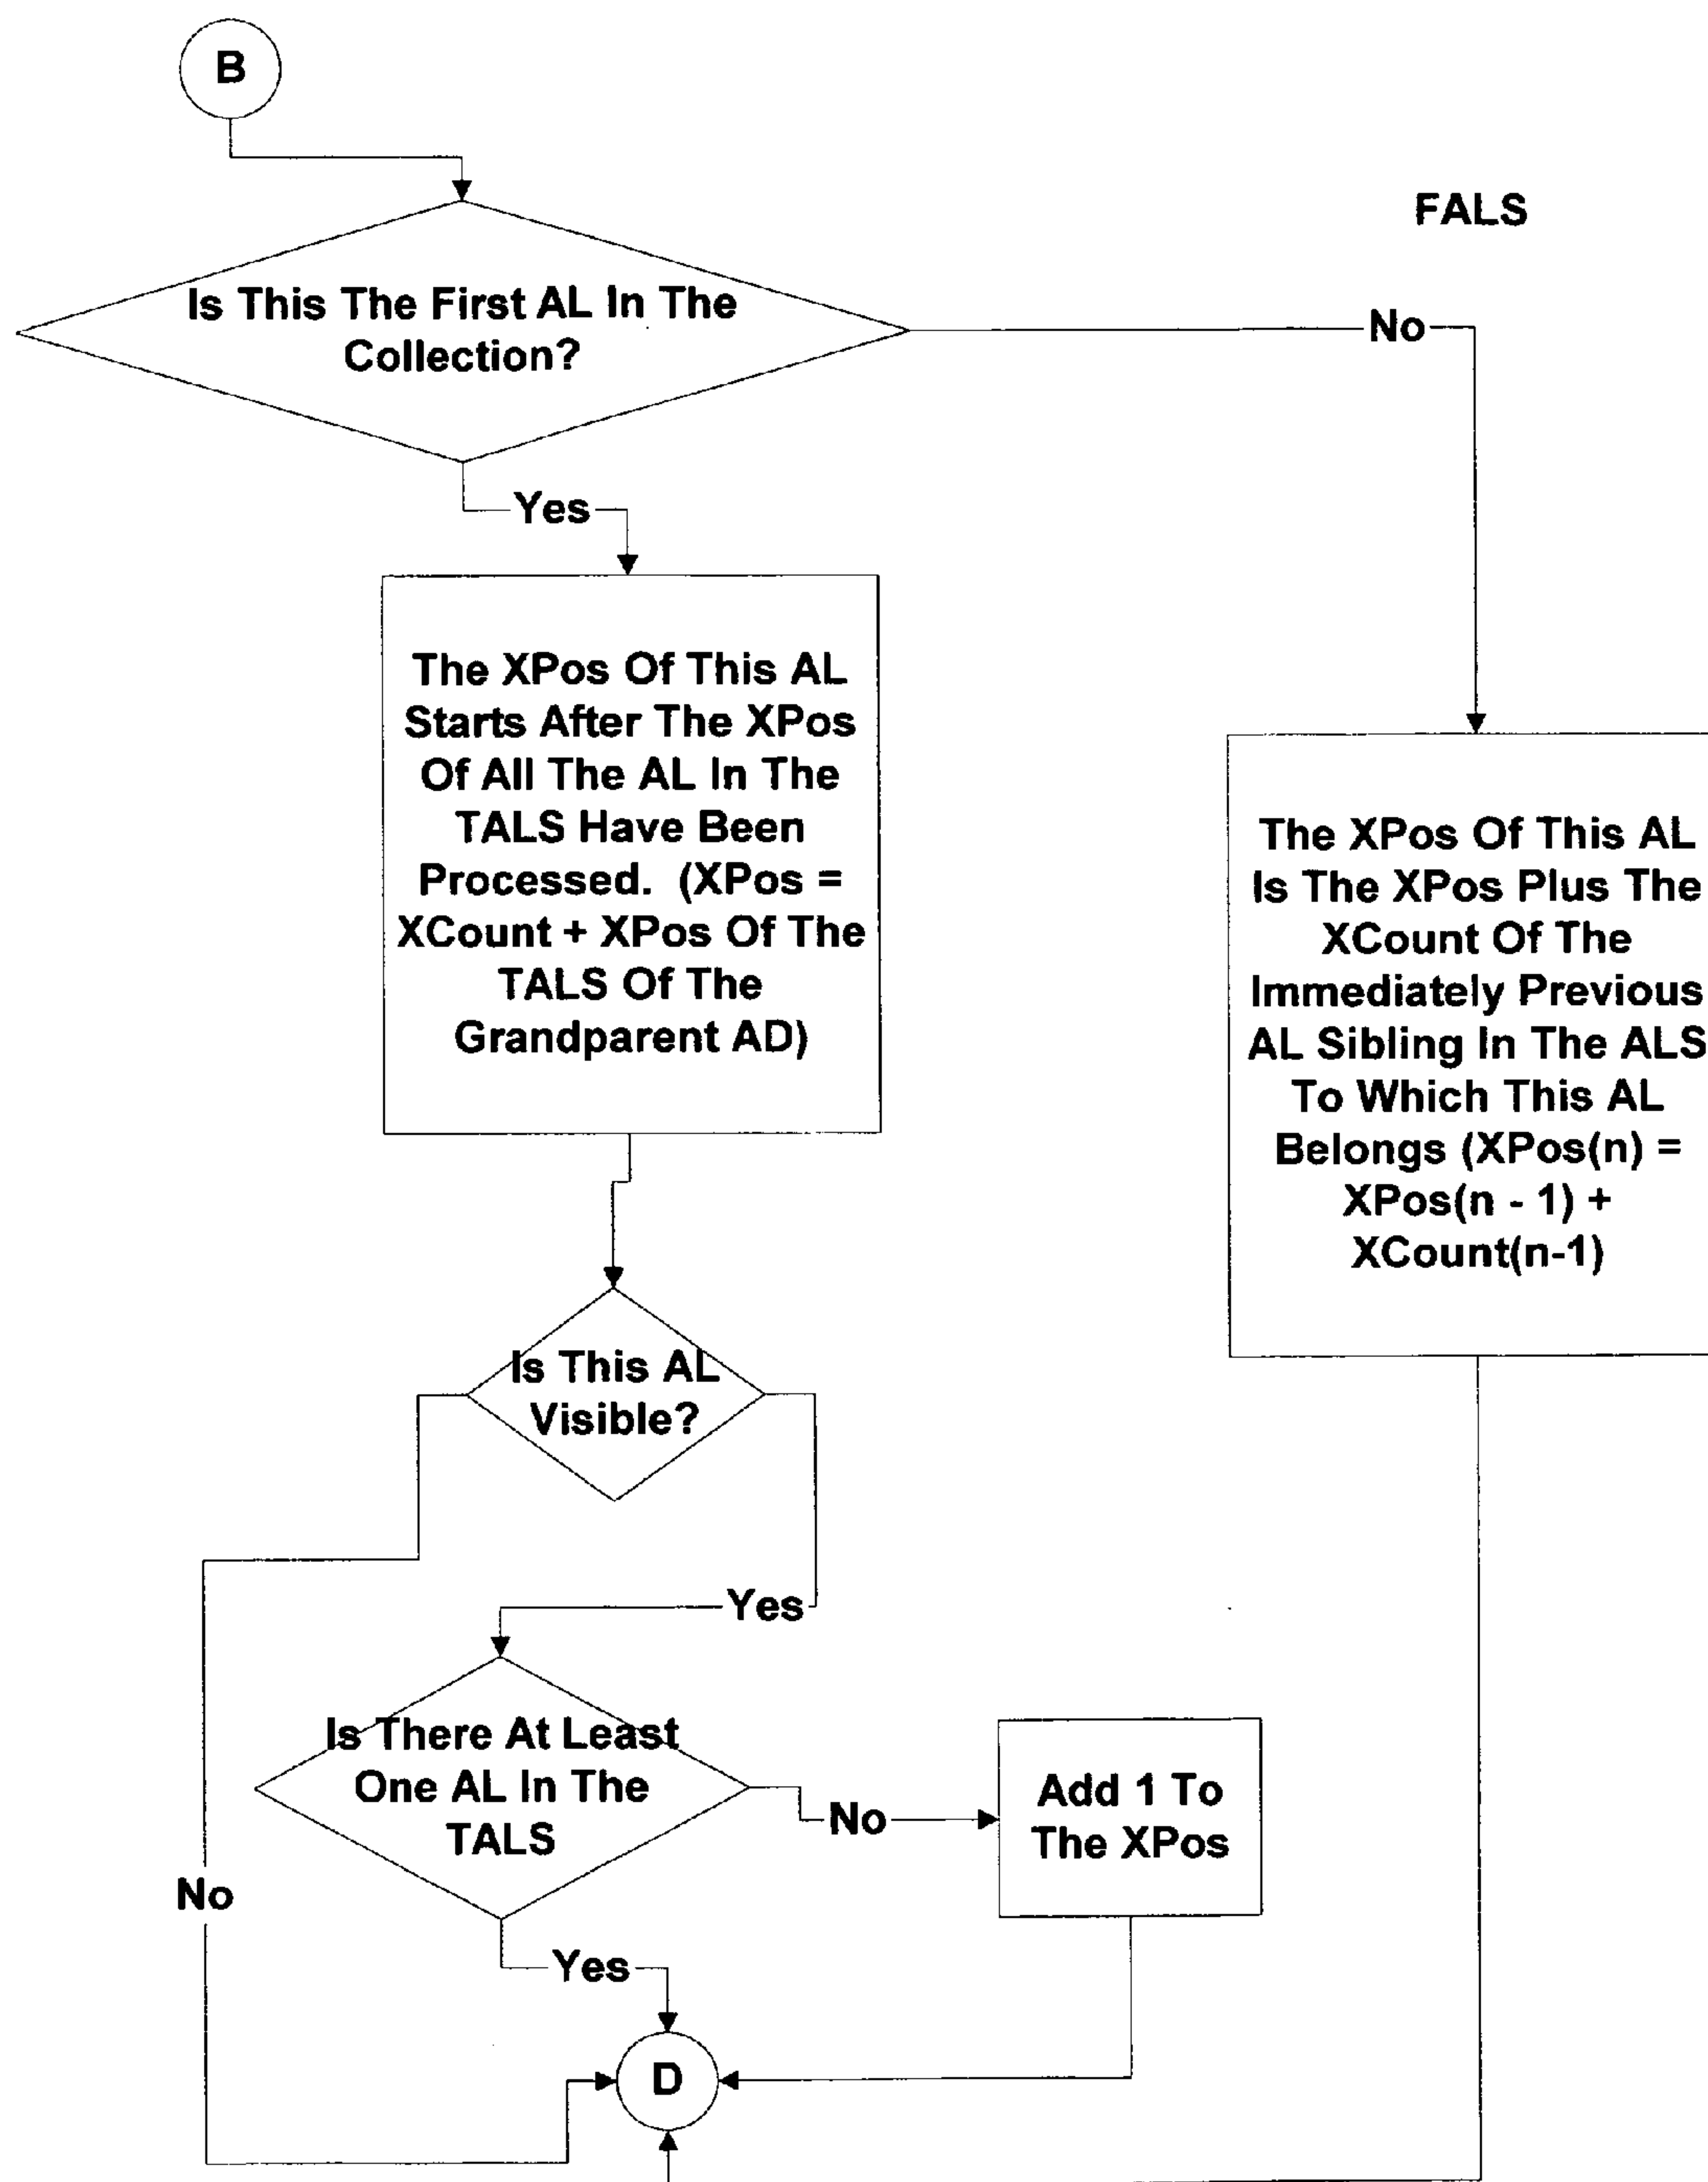 B
FALS
Is This The First AL In The
Collection?
No
Yes
The XPos Of This AL
Starts After The XPos
Of All The AL In The
TALS Have Been
Processed. (XPos =
XCount + XPos Of The
TALS Of The
Grandparent AD)
The XPos Of This AL
Is The XPos Plus The
XCount Of The
Immediately Previous
AL Sibling In The ALS
To Which This AL
Belongs (XPos(n) =
XPos(n - 1) +
XCount(n-1)
Is This AL
Visible?
Yes
Is There At Least
One AL In The
TALS
No
Add 1 To
The XPos
No
Yes
D